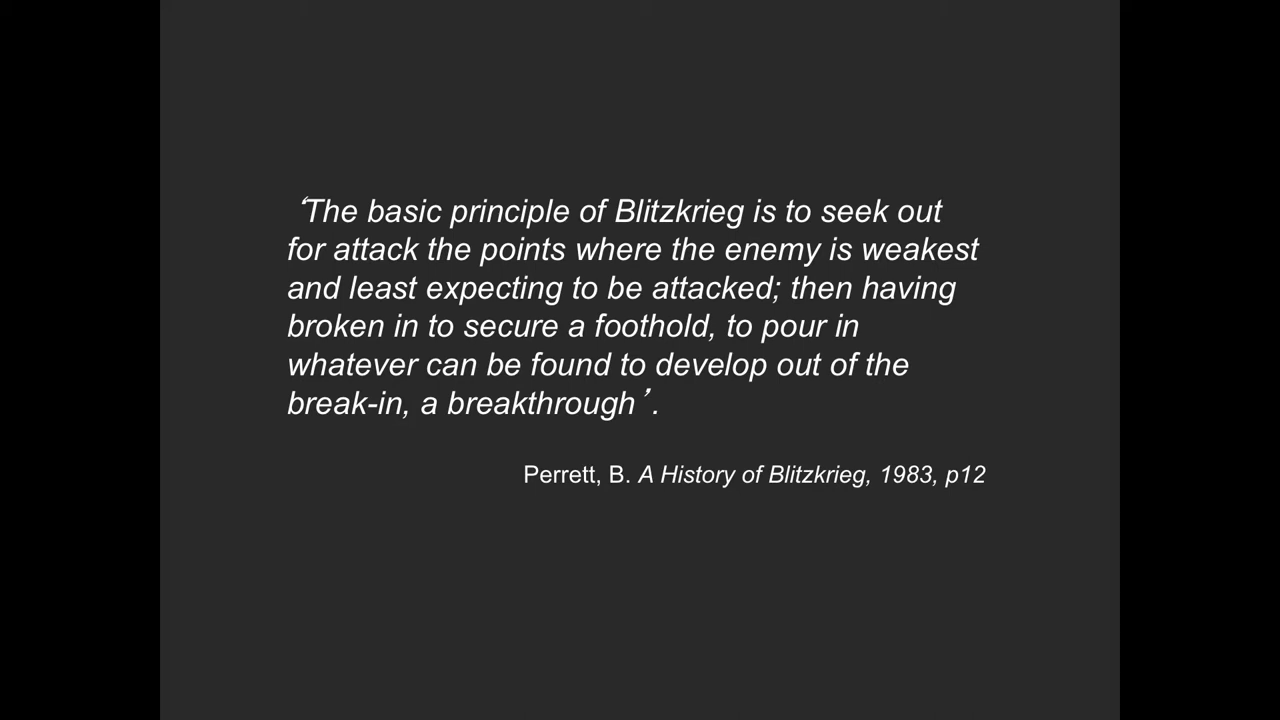 ‘The basic principle of Blitzkrieg is to seek out
for attack the points where the enemy is weakest
and least expecting to be attacked; then having
broken in to secure a foothold, to pour in
whatever can be found to develop out of the
break-in, a breakthrough’.
Perrett, B. A History of Blitzkrieg, 1983, p12